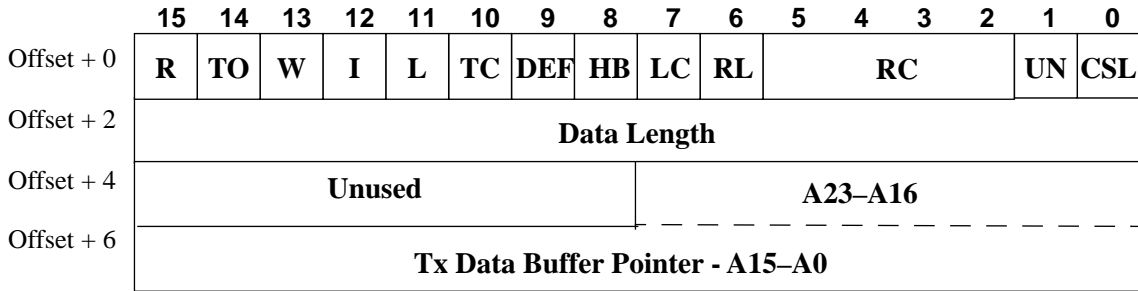 15 14 13 12 11 10 9 8 7 6 5 4 3 2 1 0
Offset + 0 R TO W I L TC DEF HB LC RL RC UN CSL
Offset + 2 Data Length
Offset + 4 Unused A23–A16
Offset + 6 Tx Data Buffer Pointer - A15–A0